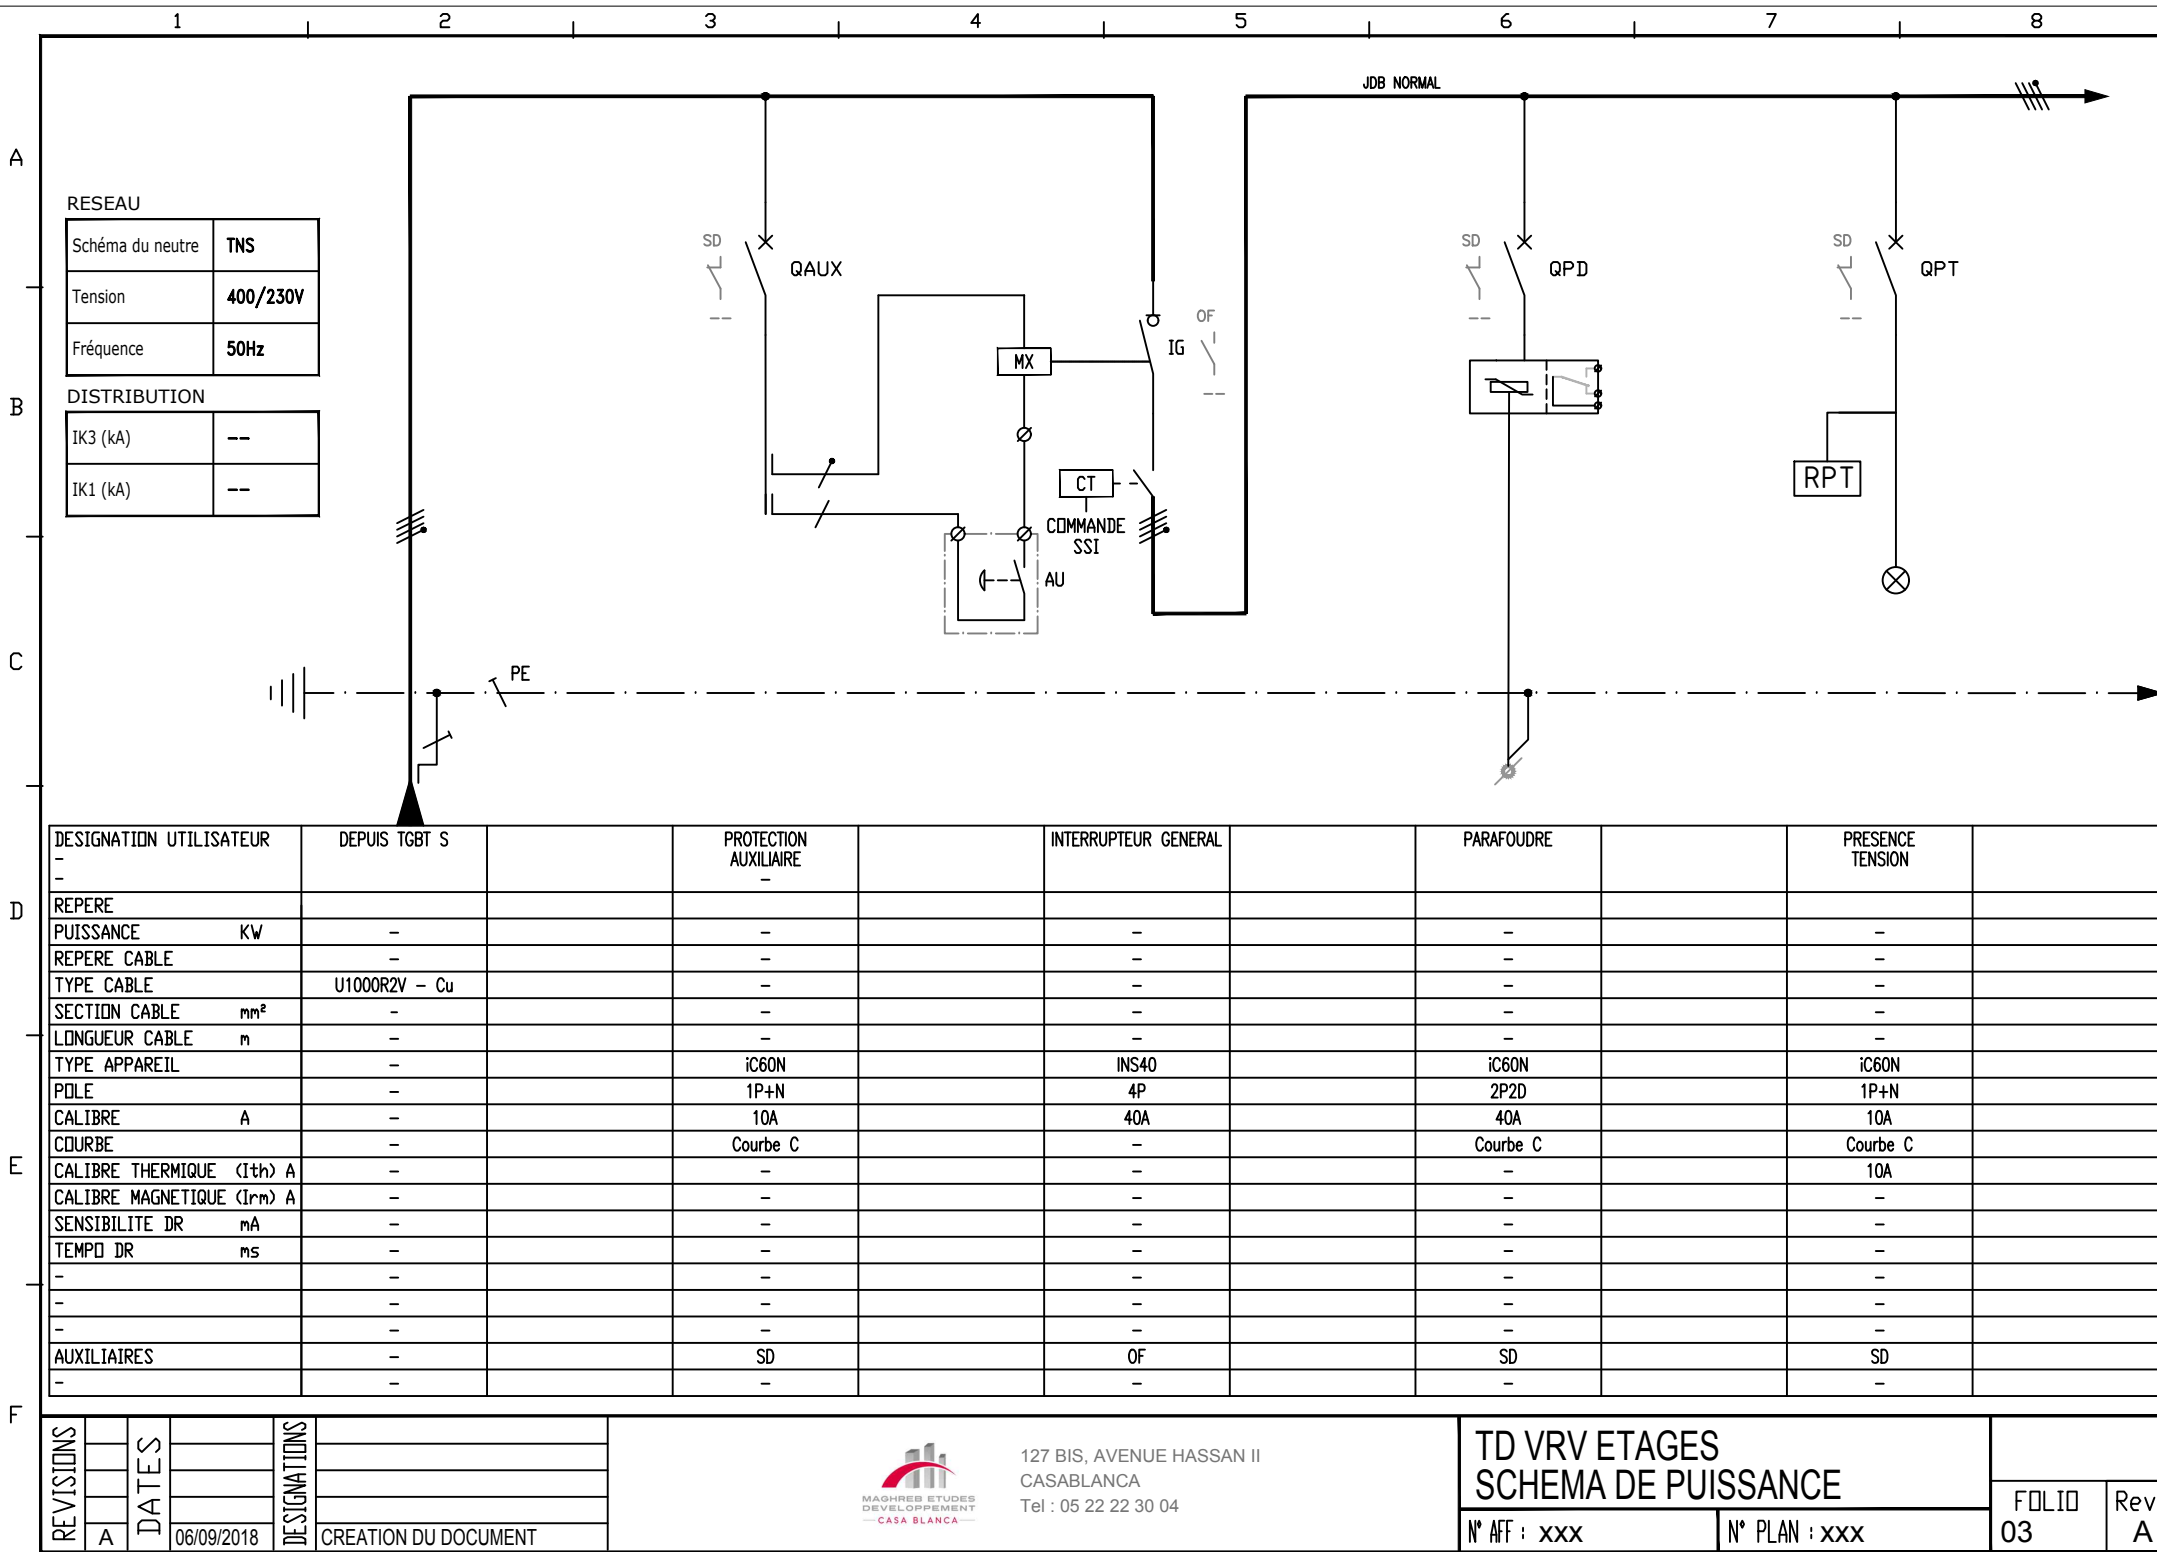 1 2 3 4 5 6 7 8
JDB NORMAL
A
RESEAU
Schéma du neutre TNS
Tension 400/230V
Fréquence 50Hz
DISTRIBUTION
IK3 (kA) --
IK1 (kA) --
SD
QAUX
--
MX
OF
IG
--
SD
QPD
--
SD
QPT
--
B
CT
COMMANDE
SSI
AU
RPT
C
PE
DESIGNATION UTILISATEUR DEPUIS TGBT S PROTECTION INTERRUPTEUR GENERAL PARAFOUDRE PRESENCE
- AUXILIAIRE TENSION
- -
D
REPERE
PUISSANCE KW - - - -
REPERE CABLE - - - -
TYPE CABLE U1000R2V - Cu - - - -
SECTION CABLE mm² - - - - -
LONGUEUR CABLE m - - - - -
TYPE APPAREIL - iC60N INS40 iC60N iC60N
POLE - 1P+N 4P 2P2D 1P+N
CALIBRE A - 10A 40A 40A 10A
COURBE - Courbe C - Courbe C Courbe C
E
CALIBRE THERMIQUE (Ith) A - - - - 10A
CALIBRE MAGNETIQUE (Irm) A - - - - -
SENSIBILITE DR mA - - - - -
TEMPO DR ms - - - - -
- - - - - -
- - - - - -
- - - - - -
AUXILIAIRES - SD OF SD SD
- - - - - -
F
REVISIONS
A
DATES
06/09/2018
DESIGNATIONS
CREATION DU DOCUMENT
MAGHREB ETUDES
DEVELOPPEMENT
CASA BLANCA
127 BIS, AVENUE HASSAN II
CASABLANCA
Tel : 05 22 22 30 04
TD VRV ETAGES
SCHEMA DE PUISSANCE
N° AFF : xxx
N° PLAN : xxx
FOLIO
03
Rev
A